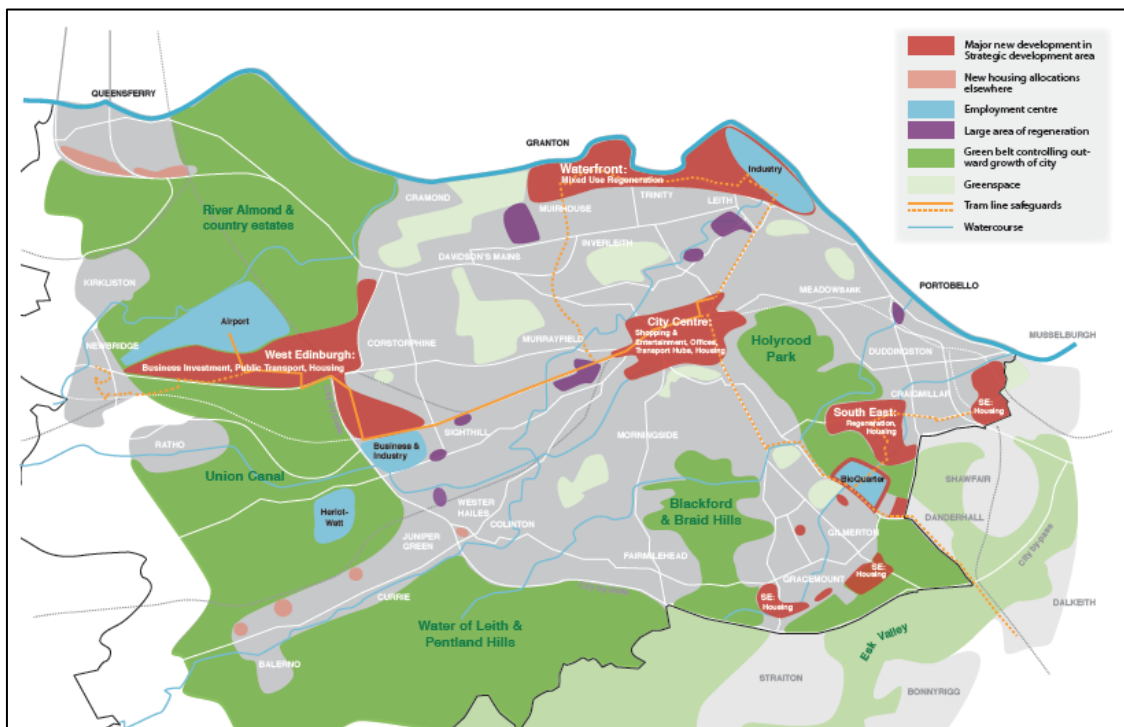 Major new development in
Strategic development area
New housing allocations
elsewhere
Employment centre
Large area of regeneration
Green belt controlling out-
ward growth of city
Greenspace
Tram line safeguards
Watercourse
QUEENSFERRY
GRANTON
Waterfront:
Mixed Use Regeneration
Industry
CRAMOND
MUIRHOUSE
TRINITY
LEITH
River Almond &
country estates
DAVIDSON'S MAINS
INVERLEITH
KIRKLISTON
MEADOWBANK
PORTOBELLO
Airport
City Centre:
Shopping &
Entertainment, Offices,
Transport Hubs, Housing
MUSSELBURGH
NEWBRIDGE
West Edinburgh:
Business Investment, Public Transport, Housing
CORSTORPHINE
MURRAYFIELD
Holyrood
Park
DUDDINGSTON
CRAIGMILLAR
SE:
Housing
South East:
Regeneration,
Housing
RATHO
Business &
Industry
SIGHTHILL
MORNINGSIDE
Union Canal
BioQuarter
SHAWFAIR
Heriot-
Watt
WESTER
HAILES
COLINTON
Blackford
& Braid Hills
DANDERHALL
GILMERTON
JUNIPER
GREEN
FAIRMILEHEAD
City by-pass
SE:
Housing
GRACEMOUNT
CURRIE
SE:
Housing
DALKEITH
Water of Leith &
Pentland Hills
Esk Valley
BALERNO
STRAITON
BONNYRIGG